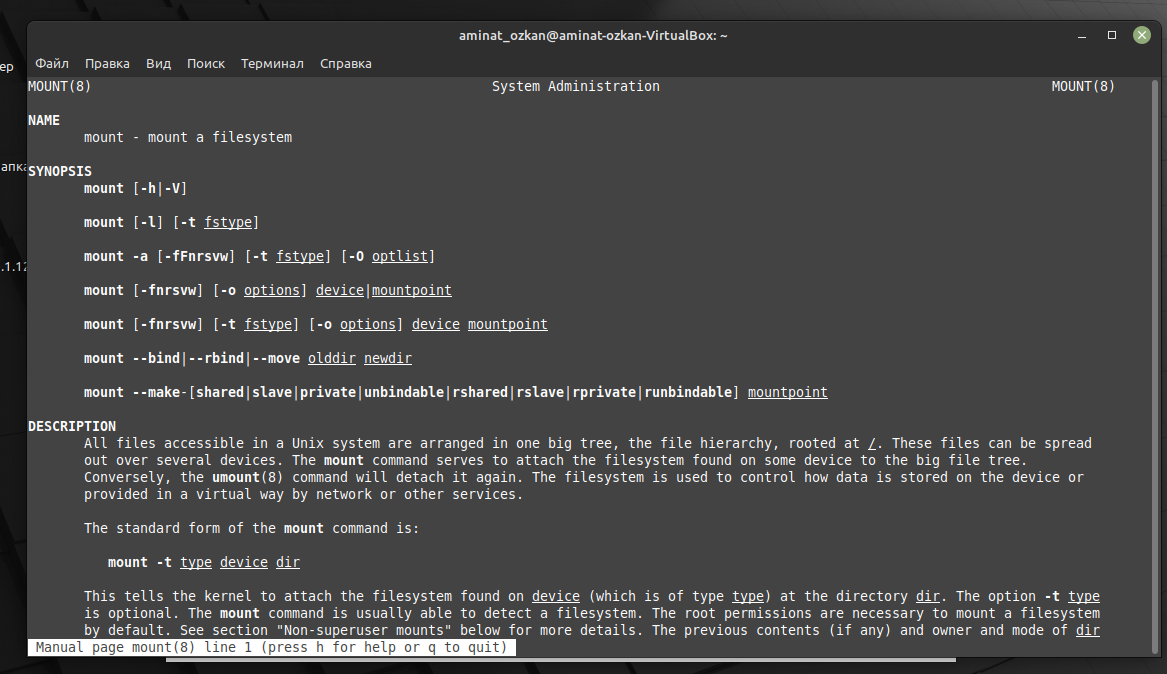 aminat_ozkan@aminat-ozkan-VirtualBox: ~
Файл Правка Вид Поиск Терминал Справка
ер
апка
.1.12
MOUNT(8) System Administration MOUNT(8)
NAME
mount - mount a filesystem
SYNOPSIS
mount [-h|-V]
mount [-l] [-t fstype]
mount -a [-fFnrsvw] [-t fstype] [-O optlist]
mount [-fnrsvw] [-o options] device|mountpoint
mount [-fnrsvw] [-t fstype] [-o options] device mountpoint
mount --bind|--rbind|--move olddir newdir
mount --make-[shared|slave|private|unbindable|rshared|rslave|rprivate|runbindable] mountpoint
DESCRIPTION
All files accessible in a Unix system are arranged in one big tree, the file hierarchy, rooted at /. These files can be spread
out over several devices. The mount command serves to attach the filesystem found on some device to the big file tree.
Conversely, the umount(8) command will detach it again. The filesystem is used to control how data is stored on the device or
provided in a virtual way by network or other services.
The standard form of the mount command is:
mount -t type device dir
This tells the kernel to attach the filesystem found on device (which is of type type) at the directory dir. The option -t type
is optional. The mount command is usually able to detect a filesystem. The root permissions are necessary to mount a filesystem
by default. See section "Non-superuser mounts" below for more details. The previous contents (if any) and owner and mode of dir
Manual page mount(8) line 1 (press h for help or q to quit)